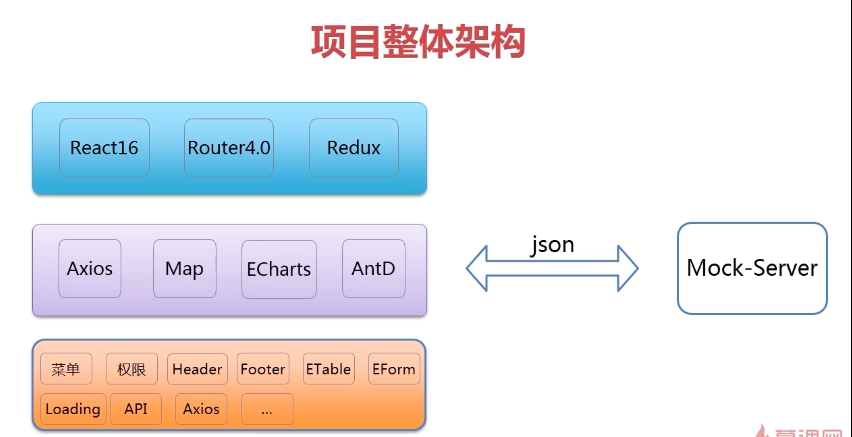 项目整体架构
React16 Router4.0 Redux
Axios Map ECharts AntD
json
Mock-Server
菜单 权限 Header Footer ETable EForm
Loading API Axios ...
慕课网